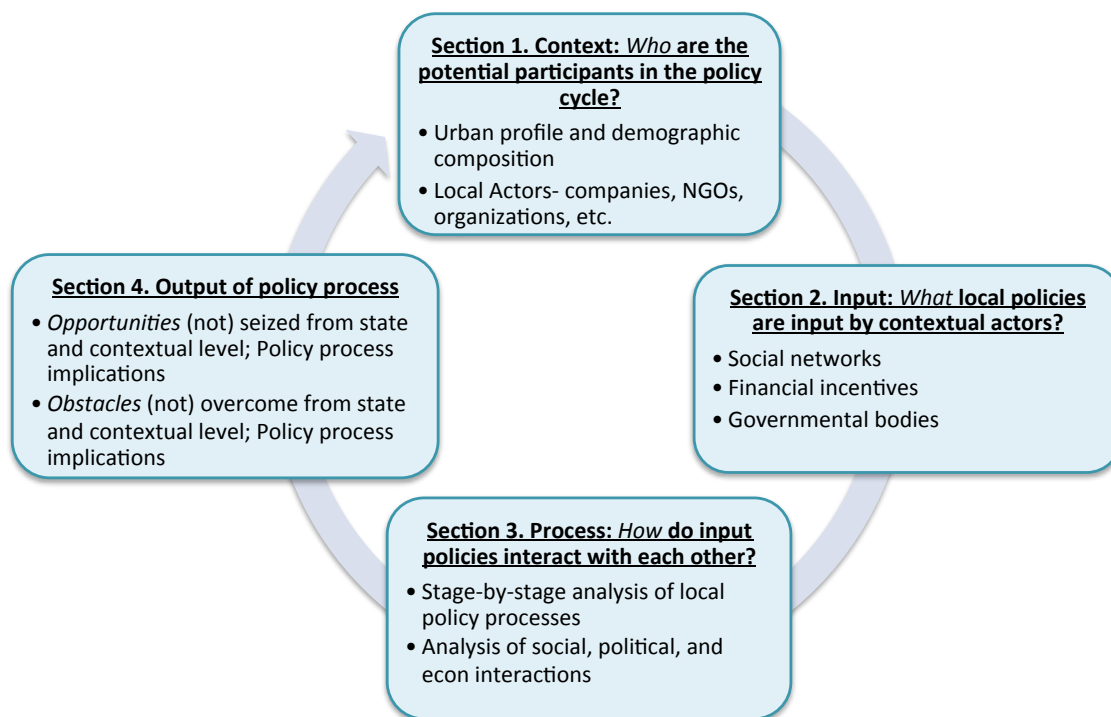 Section 1. Context: Who are the
potential participants in the policy
cycle?
• Urban profile and demographic
composition
• Local Actors- companies, NGOs,
organizations, etc.
Section 2. Input: What local policies
are input by contextual actors?
• Social networks
• Financial incentives
• Governmental bodies
Section 3. Process: How do input
policies interact with each other?
• Stage-by-stage analysis of local
policy processes
• Analysis of social, political, and
econ interactions
Section 4. Output of policy process
• Opportunities (not) seized from state
and contextual level; Policy process
implications
• Obstacles (not) overcome from state
and contextual level; Policy process
implications